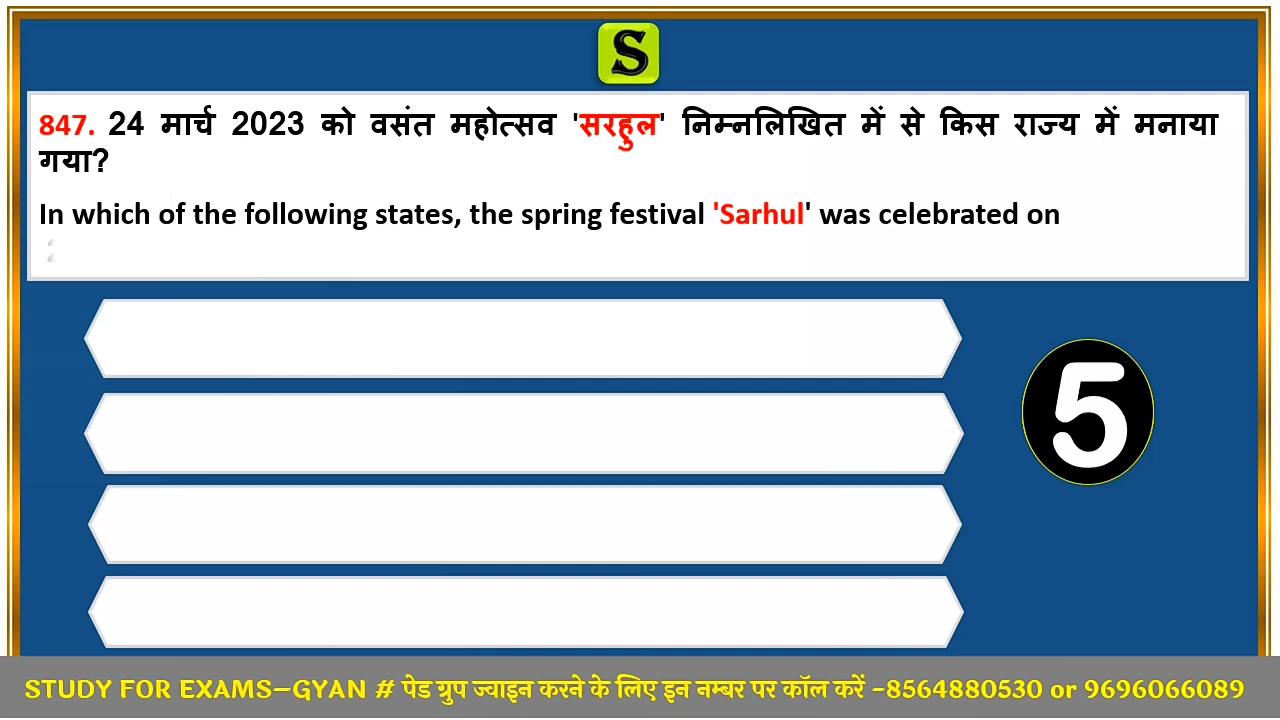 S
847. 24 मार्च 2023 को वसंत महोत्सव 'सरहुल' निम्नलिखित में से किस राज्य में मनाया
गया?
In which of the following states, the spring festival 'Sarhul' was celebrated on
5
STUDY FOR EXAMS-GYAN # पेड ग्रुप ज्वाइन करने के लिए इन नम्बर पर कॉल करें -8564880530 or 9696066089